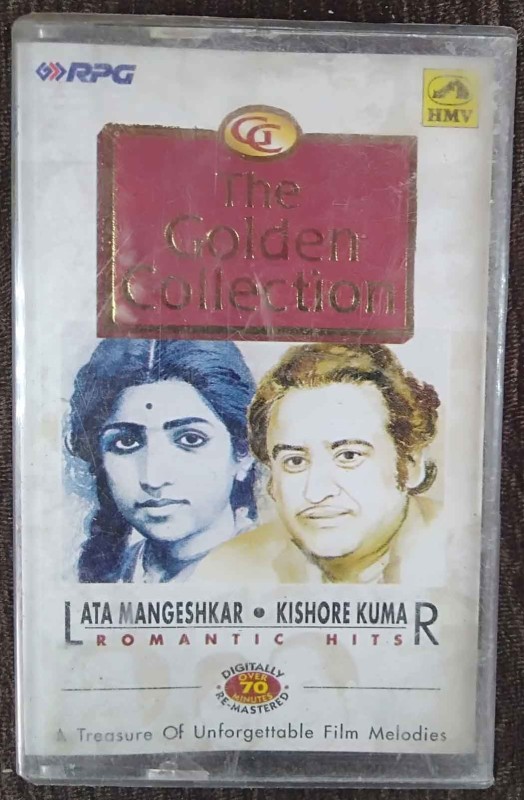 RPG
HMV
GC
The
Golden
Collection
LATA MANGESHKAR • KISHORE KUMAR
ROMANTIC HITS
DIGITALLY
OVER
70
MINUTES
RE-MASTERED
A Treasure Of Unforgettable Film Melodies